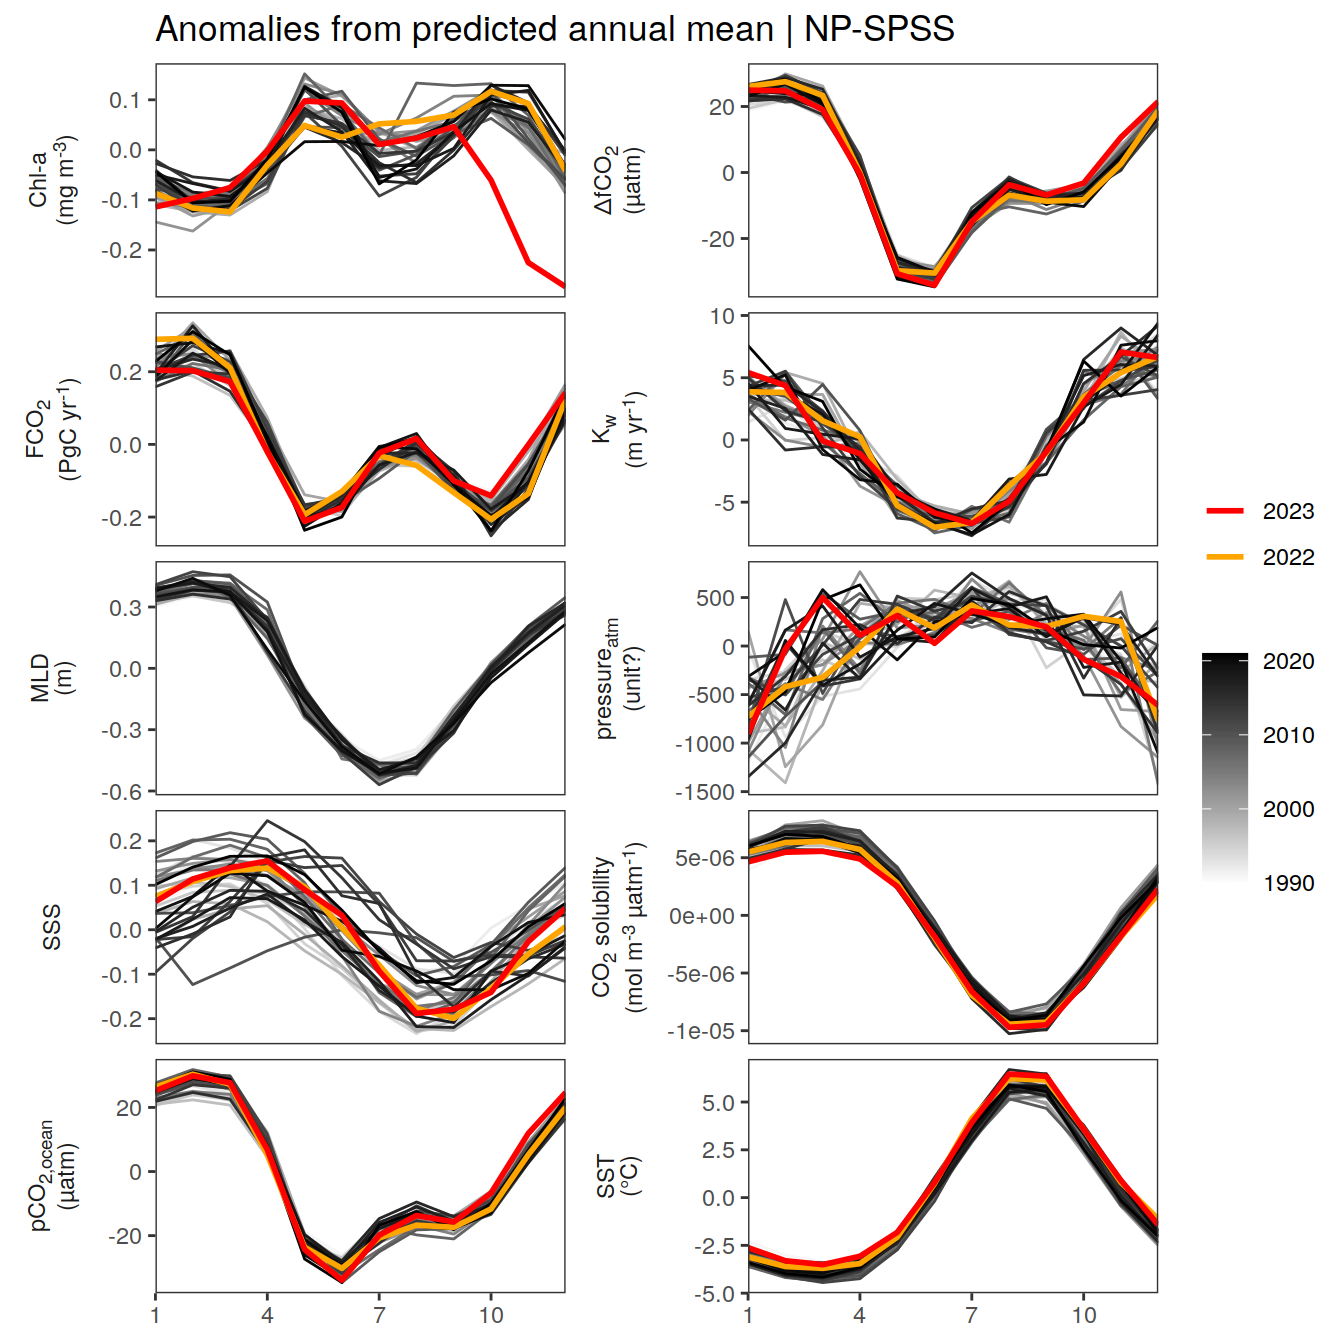 Anomalies from predicted annual mean | NP-SPSS
Chl-a
(mg m⁻³)
0.1
0.0
-0.1
-0.2
ΔfCO₂
(µatm)
20
0
-20
FCO₂
(PgC yr⁻¹)
0.2
0.0
-0.2
K_w
(m yr⁻¹)
10
5
0
-5
MLD
(m)
0.3
0.0
-0.3
-0.6
pressure_atm
(unit?)
500
0
-500
-1000
-1500
SSS
0.2
0.1
0.0
-0.1
-0.2
CO₂ solubility
(mol m⁻³ µatm⁻¹)
5e-06
0e+00
-5e-06
-1e-05
pCO₂,ocean
(µatm)
20
0
-20
1
4
7
10
SST
(°C)
5.0
2.5
0.0
-2.5
-5.0
1
4
7
10
2023
2022
2020
2010
2000
1990